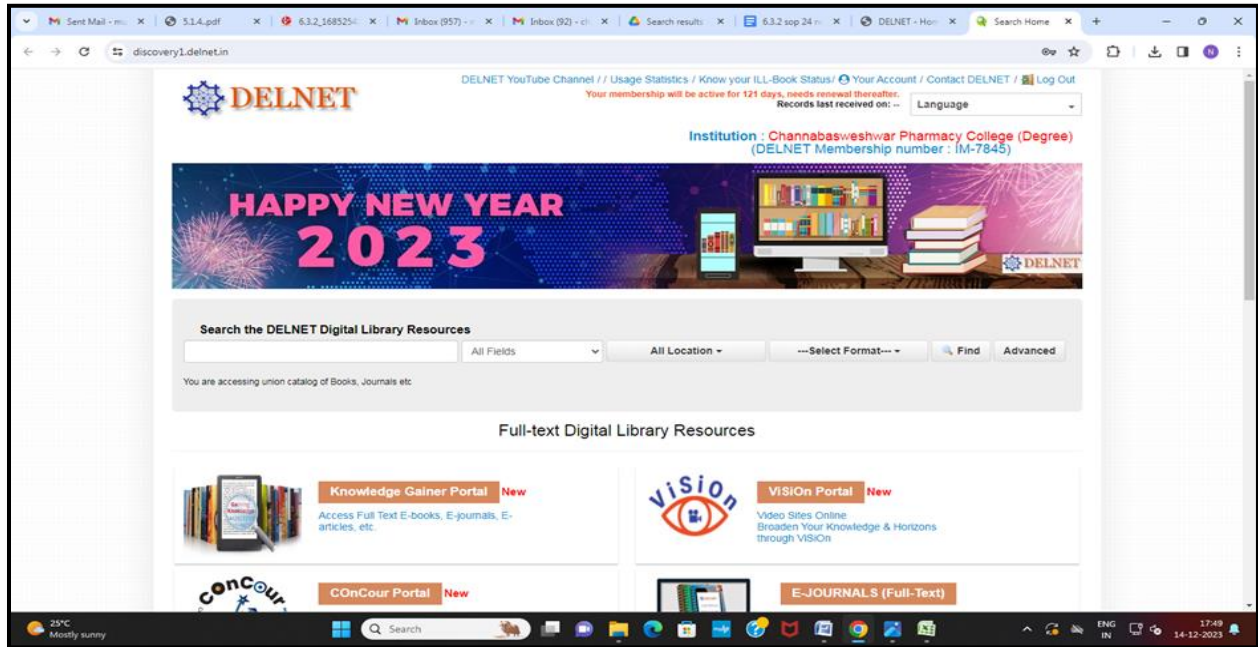 Sent Mail - mu
5.1.4..pdf
6.3.2_1685254
Inbox (957) -
Inbox (92) - ch
Search results
6.3.2 sop 24
DELNET - Hom
Search Home
discovery1.delnet.in
DELNET YouTube Channel / / Usage Statistics / Know your ILL-Book Status/ Your Account / Contact DELNET / Log Out
DELNET
Your membership will be active for 121 days, needs renewal thereafter.
Records last received on: --
Language
Institution : Channabasweshwar Pharmacy College (Degree)
(DELNET Membership number : IM-7845)
HAPPY NEW YEAR
2023
DELNET
Search the DELNET Digital Library Resources
All Fields
All Location
---Select Format---
Find
Advanced
You are accessing union catalog of Books, Journals etc
Full-text Digital Library Resources
Knowledge Gainer Portal New
Access Full Text E-books, E-journals, E-
articles, etc.
ViSiOn
ViSiOn Portal New
Video Sites Online
Broaden Your Knowledge & Horizons
through ViSiOn
conCour
COnCour Portal New
E-JOURNALS (Full-Text)
25°C
Mostly sunny
Search
ENG
IN
17:49
14-12-2023